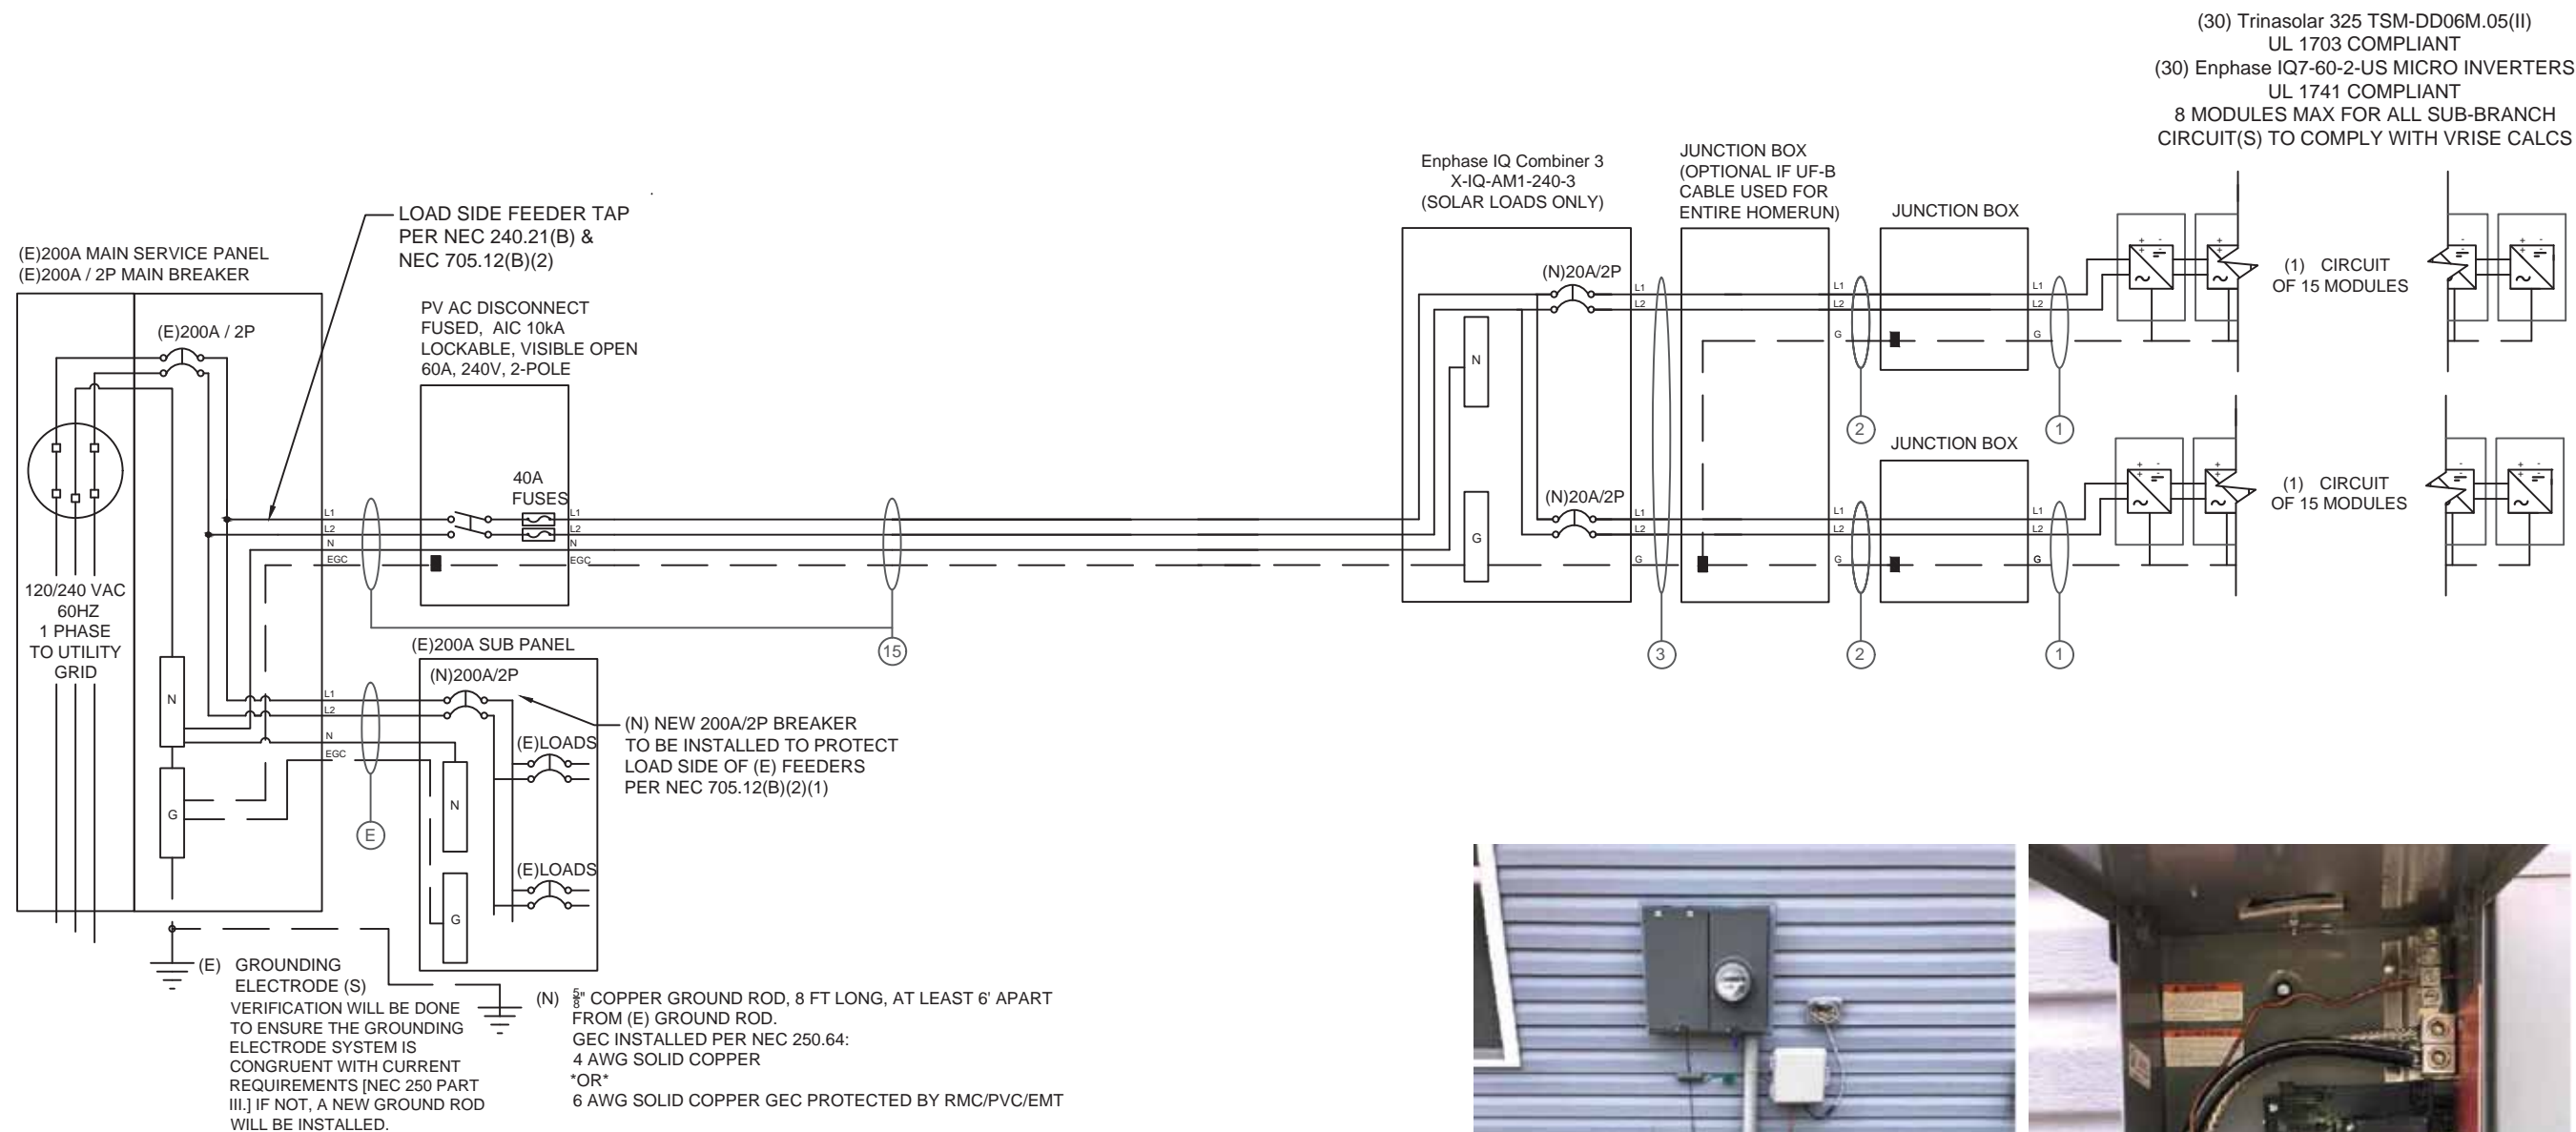 (30) Trinasolar 325 TSM-DD06M.05(II)
UL 1703 COMPLIANT
(30) Enphase IQ7-60-2-US MICRO INVERTERS
UL 1741 COMPLIANT
8 MODULES MAX FOR ALL SUB-BRANCH
CIRCUIT(S) TO COMPLY WITH VRISE CALCS
Enphase IQ Combiner 3
X-IQ-AM1-240-3
(SOLAR LOADS ONLY)
JUNCTION BOX
(OPTIONAL IF UF-B
CABLE USED FOR
ENTIRE HOMERUN)
JUNCTION BOX
LOAD SIDE FEEDER TAP
PER NEC 240.21(B) &
NEC 705.12(B)(2)
(E)200A MAIN SERVICE PANEL
(E)200A / 2P MAIN BREAKER
(E)200A / 2P
PV AC DISCONNECT
FUSED, AIC 10kA
LOCKABLE, VISIBLE OPEN
60A, 240V, 2-POLE
(N)20A/2P
L1
L2
N
L1
L2
G
L1
L2
G
(1) CIRCUIT
OF 15 MODULES
2
1
JUNCTION BOX
40A
FUSES
L1
L2
N
EGC
L1
L2
N
EGC
G
(N)20A/2P
L1
L2
G
L1
L2
G
L1
L2
G
(1) CIRCUIT
OF 15 MODULES
120/240 VAC
60HZ
1 PHASE
TO UTILITY
GRID
15
3
2
1
(E)200A SUB PANEL
(N)200A/2P
N
G
L1
L2
N
EGC
E
(E)LOADS
N
(E)LOADS
G
(N) NEW 200A/2P BREAKER
TO BE INSTALLED TO PROTECT
LOAD SIDE OF (E) FEEDERS
PER NEC 705.12(B)(2)(1)
(E) GROUNDING
ELECTRODE (S)
VERIFICATION WILL BE DONE
TO ENSURE THE GROUNDING
ELECTRODE SYSTEM IS
CONGRUENT WITH CURRENT
REQUIREMENTS [NEC 250 PART
III.] IF NOT, A NEW GROUND ROD
WILL BE INSTALLED.
(N) 5/8" COPPER GROUND ROD, 8 FT LONG, AT LEAST 6' APART
FROM (E) GROUND ROD.
GEC INSTALLED PER NEC 250.64:
4 AWG SOLID COPPER
*OR*
6 AWG SOLID COPPER GEC PROTECTED BY RMC/PVC/EMT